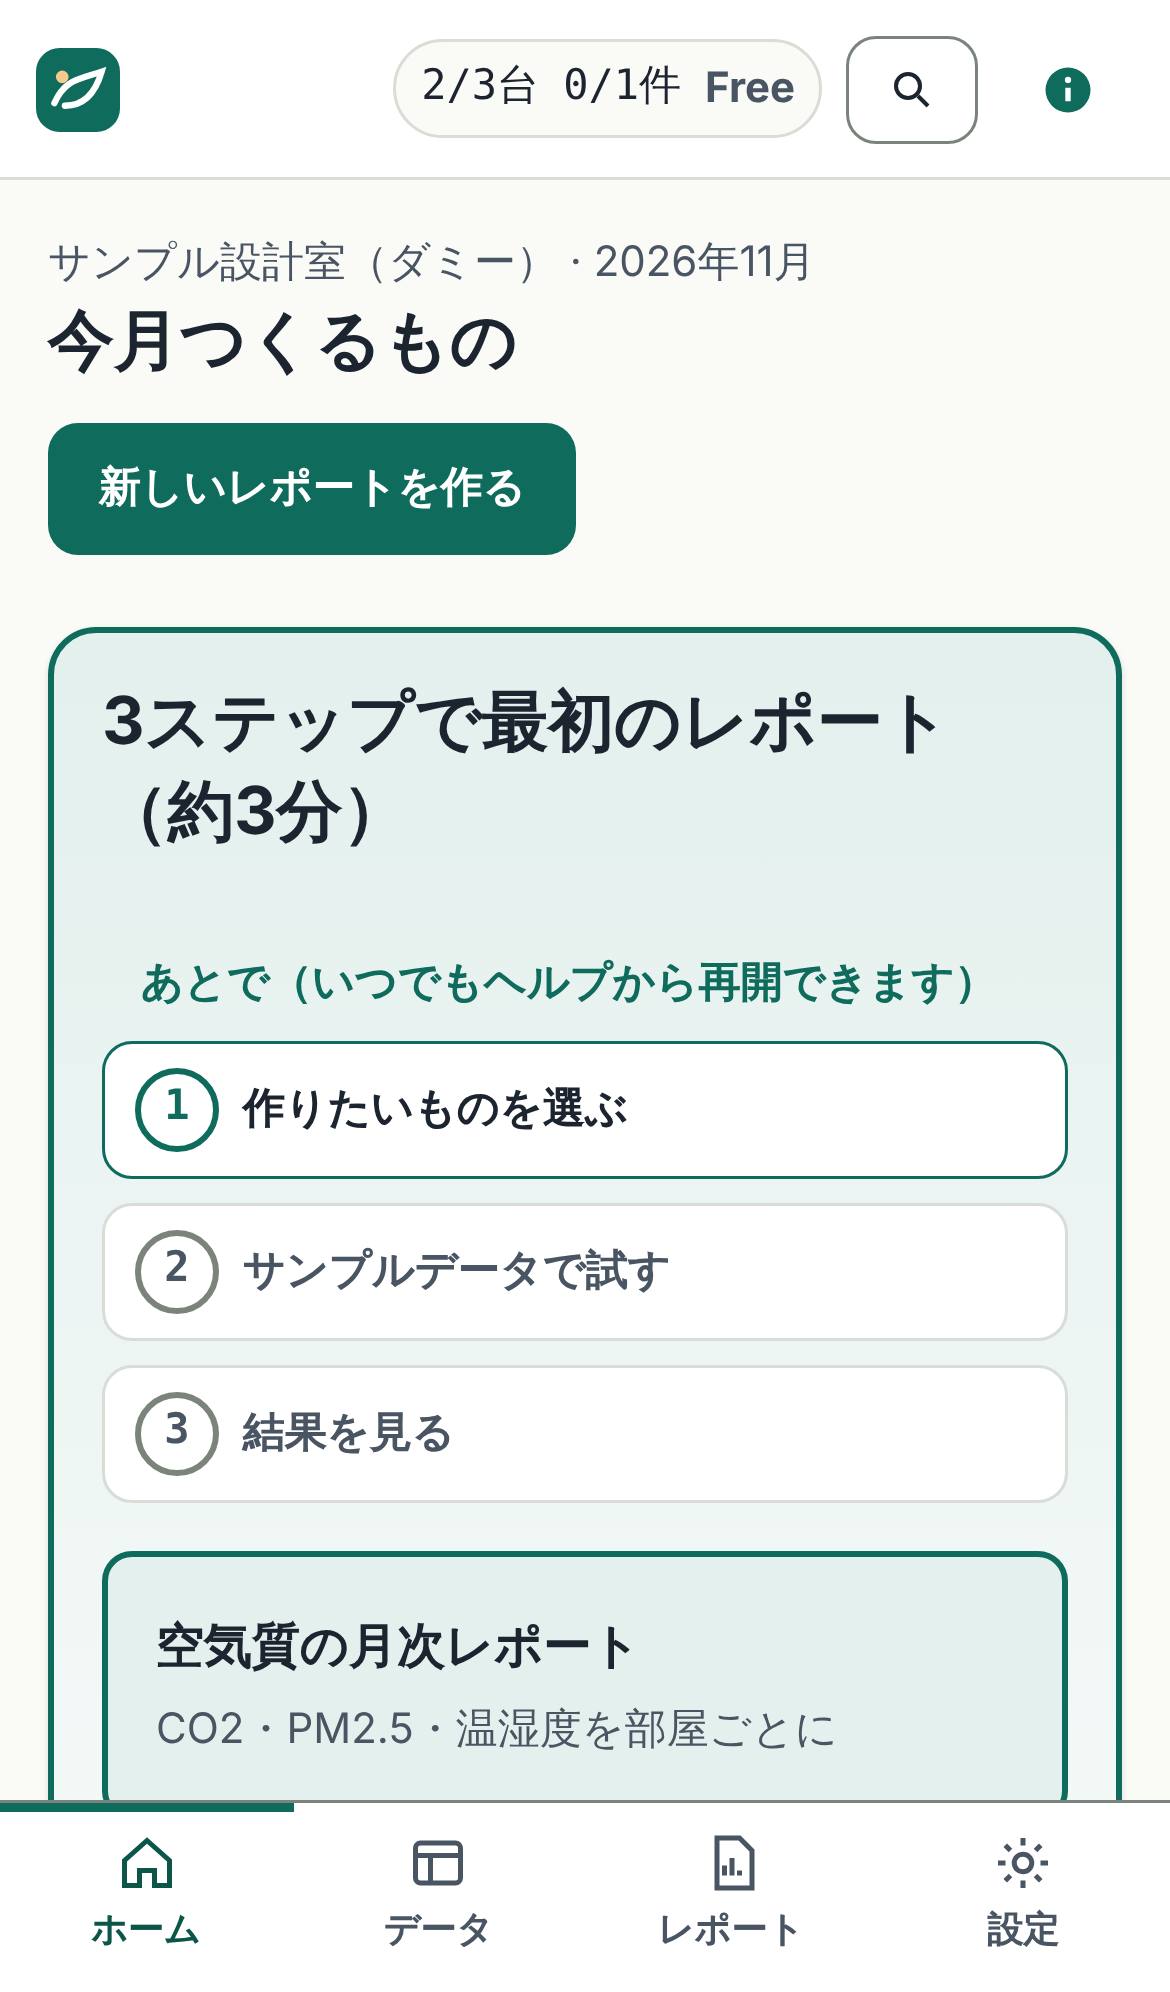 2/3台 0/1件 Free
サンプル設計室（ダミー）· 2026年11月
今月つくるもの
新しいレポートを作る
3ステップで最初のレポート
（約3分）
あとで（いつでもヘルプから再開できます）
1 作りたいものを選ぶ
2 サンプルデータで試す
3 結果を見る
空気質の月次レポート
CO2・PM2.5・温湿度を部屋ごとに
ホーム データ レポート 設定